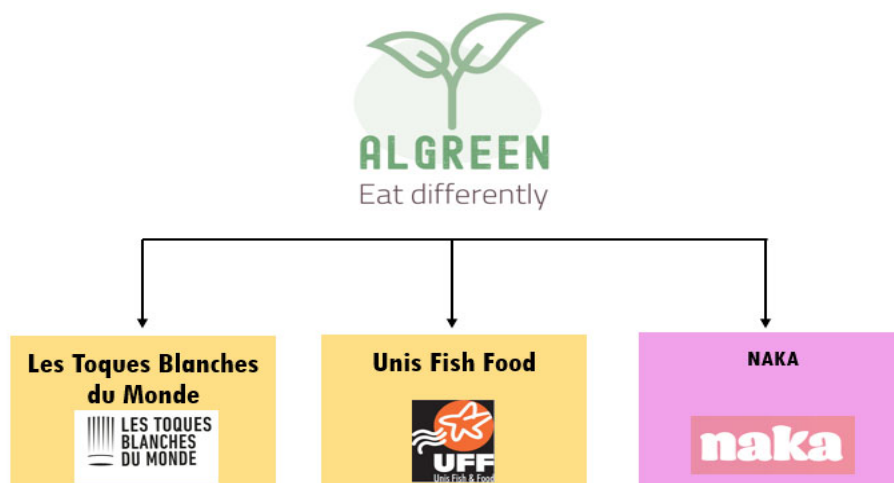 ALGREEN
Eat differently
Les Toques Blanches
du Monde
LES TOQUES
BLANCHES
DU MONDE
Unis Fish Food
UFF
Unis Fish & Food
NAKA
naka